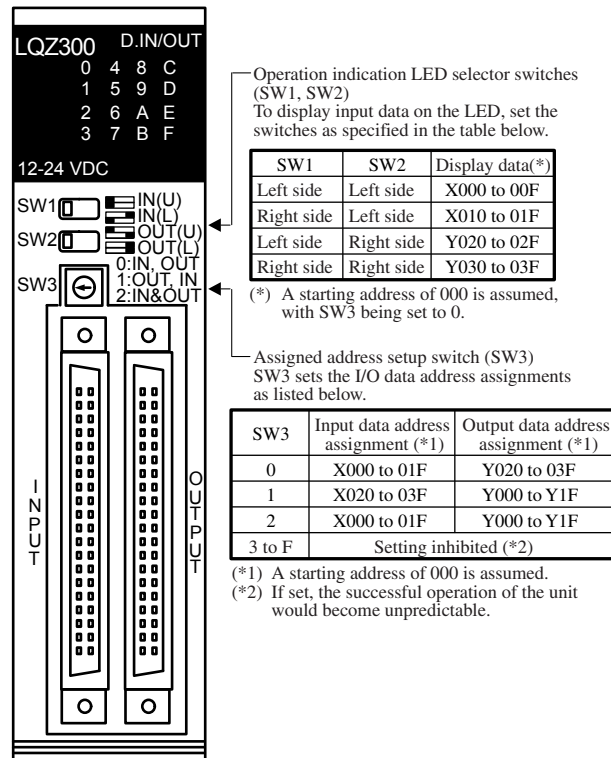 LQZ300 D.IN/OUT
0 4 8 C
1 5 9 D
2 6 A E
3 7 B F
12-24 VDC
SW1
IN(U)
IN(L)
SW2
OUT(U)
OUT(L)
SW3
0:IN, OUT
1:OUT, IN
2:IN&OUT
INPUT
OUTPUT
Operation indication LED selector switches
(SW1, SW2)
To display input data on the LED, set the
switches as specified in the table below.
SW1 SW2 Display data(*)
Left side Left side X000 to 00F
Right side Left side X010 to 01F
Left side Right side Y020 to 02F
Right side Right side Y030 to 03F
(*) A starting address of 000 is assumed,
with SW3 being set to 0.
Assigned address setup switch (SW3)
SW3 sets the I/O data address assignments
as listed below.
SW3 Input data address assignment (*1) Output data address assignment (*1)
0 X000 to 01F Y020 to 03F
1 X020 to 03F Y000 to Y1F
2 X000 to 01F Y000 to Y1F
3 to F Setting inhibited (*2)
(*1) A starting address of 000 is assumed.
(*2) If set, the successful operation of the unit
would become unpredictable.